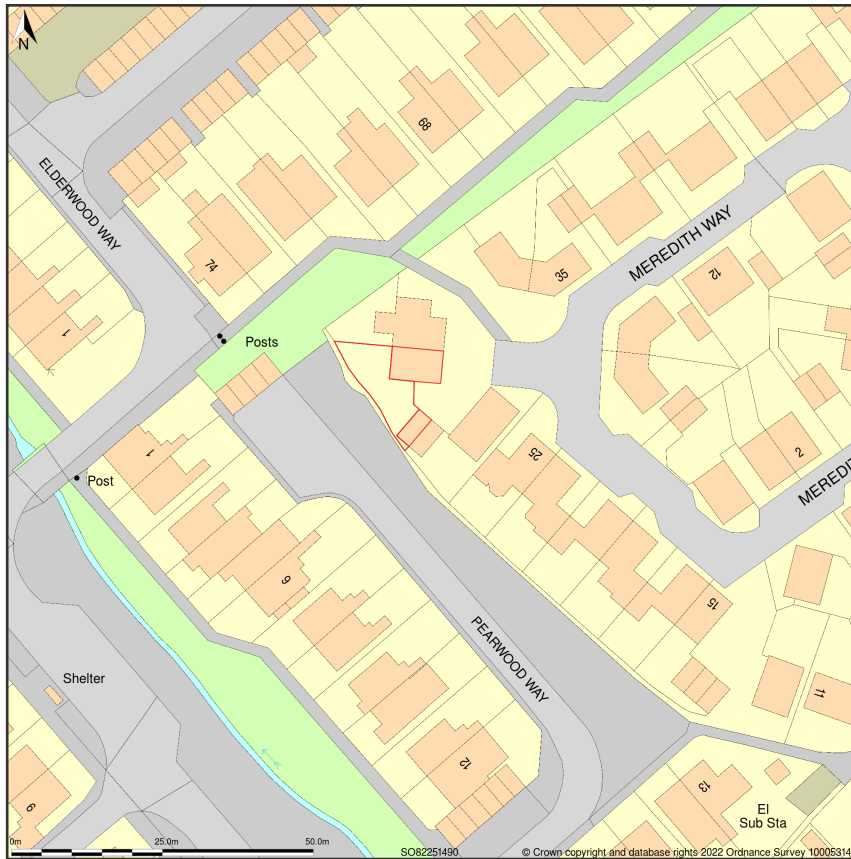 N
68
ELDERWOOD WAY
MEREDITH WAY
74
35
12
1
Posts
1
25
2
MEREDI
Post
9
15
PEARWOOD WAY
Shelter
11
12
13
9
El
Sub Sta
0m
25.0m
50.0m
SO82251490
© Crown copyright and database rights 2022 Ordnance Survey 10005314